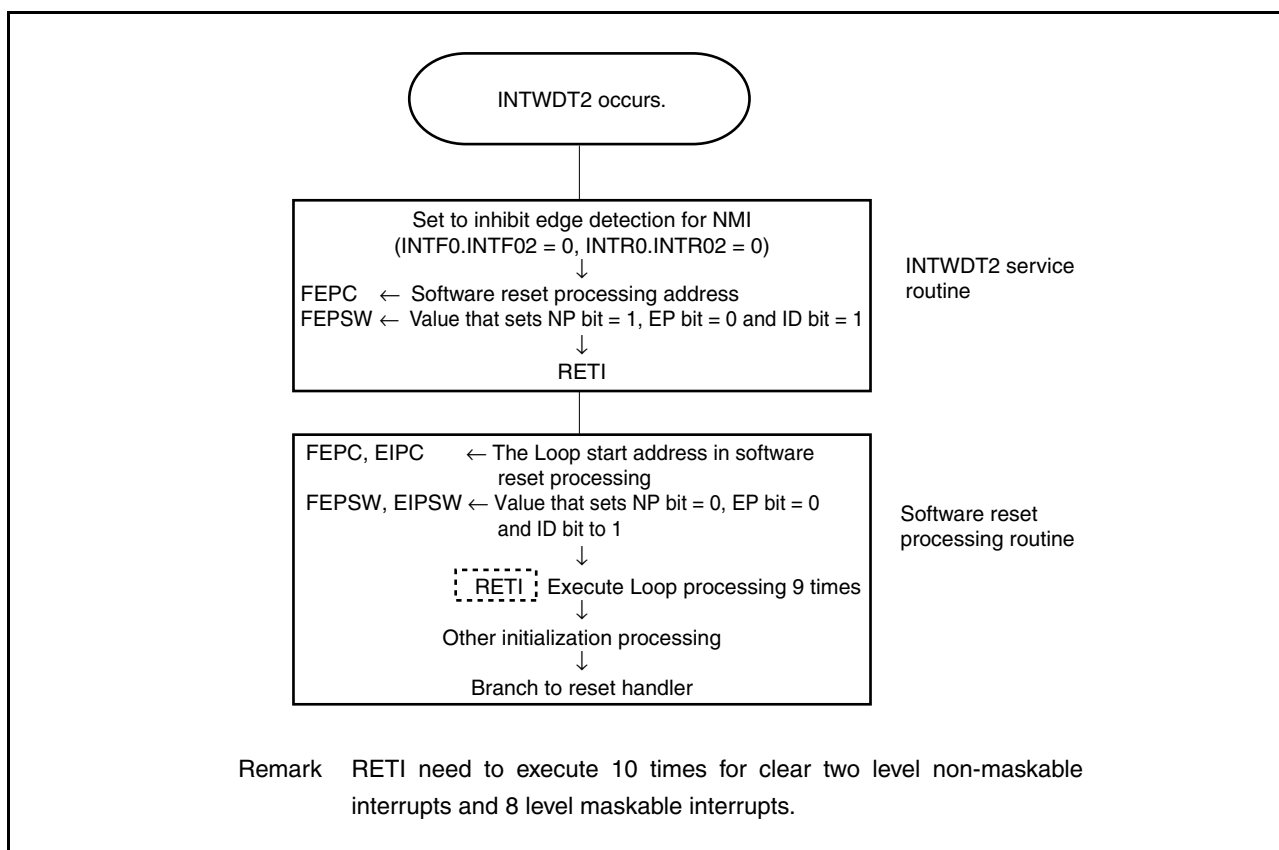 INTWDT2 occurs.
Set to inhibit edge detection for NMI
(INTF0.INTF02 = 0, INTR0.INTR02 = 0)
↓
FEPC ← Software reset processing address
FEPSW ← Value that sets NP bit = 1, EP bit = 0 and ID bit = 1
↓
RETI
INTWDT2 service
routine
FEPC, EIPC ← The Loop start address in software
reset processing
FEPSW, EIPSW ← Value that sets NP bit = 0, EP bit = 0
and ID bit to 1
↓
RETI Execute Loop processing 9 times
↓
Other initialization processing
↓
Branch to reset handler
Software reset
processing routine
Remark RETI need to execute 10 times for clear two level non-maskable
interrupts and 8 level maskable interrupts.